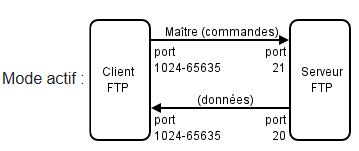 Mode actif :
Client
FTP
Maître (commandes)
port
1024-65635
port
21
(données)
port
1024-65635
port
20
Serveur
FTP